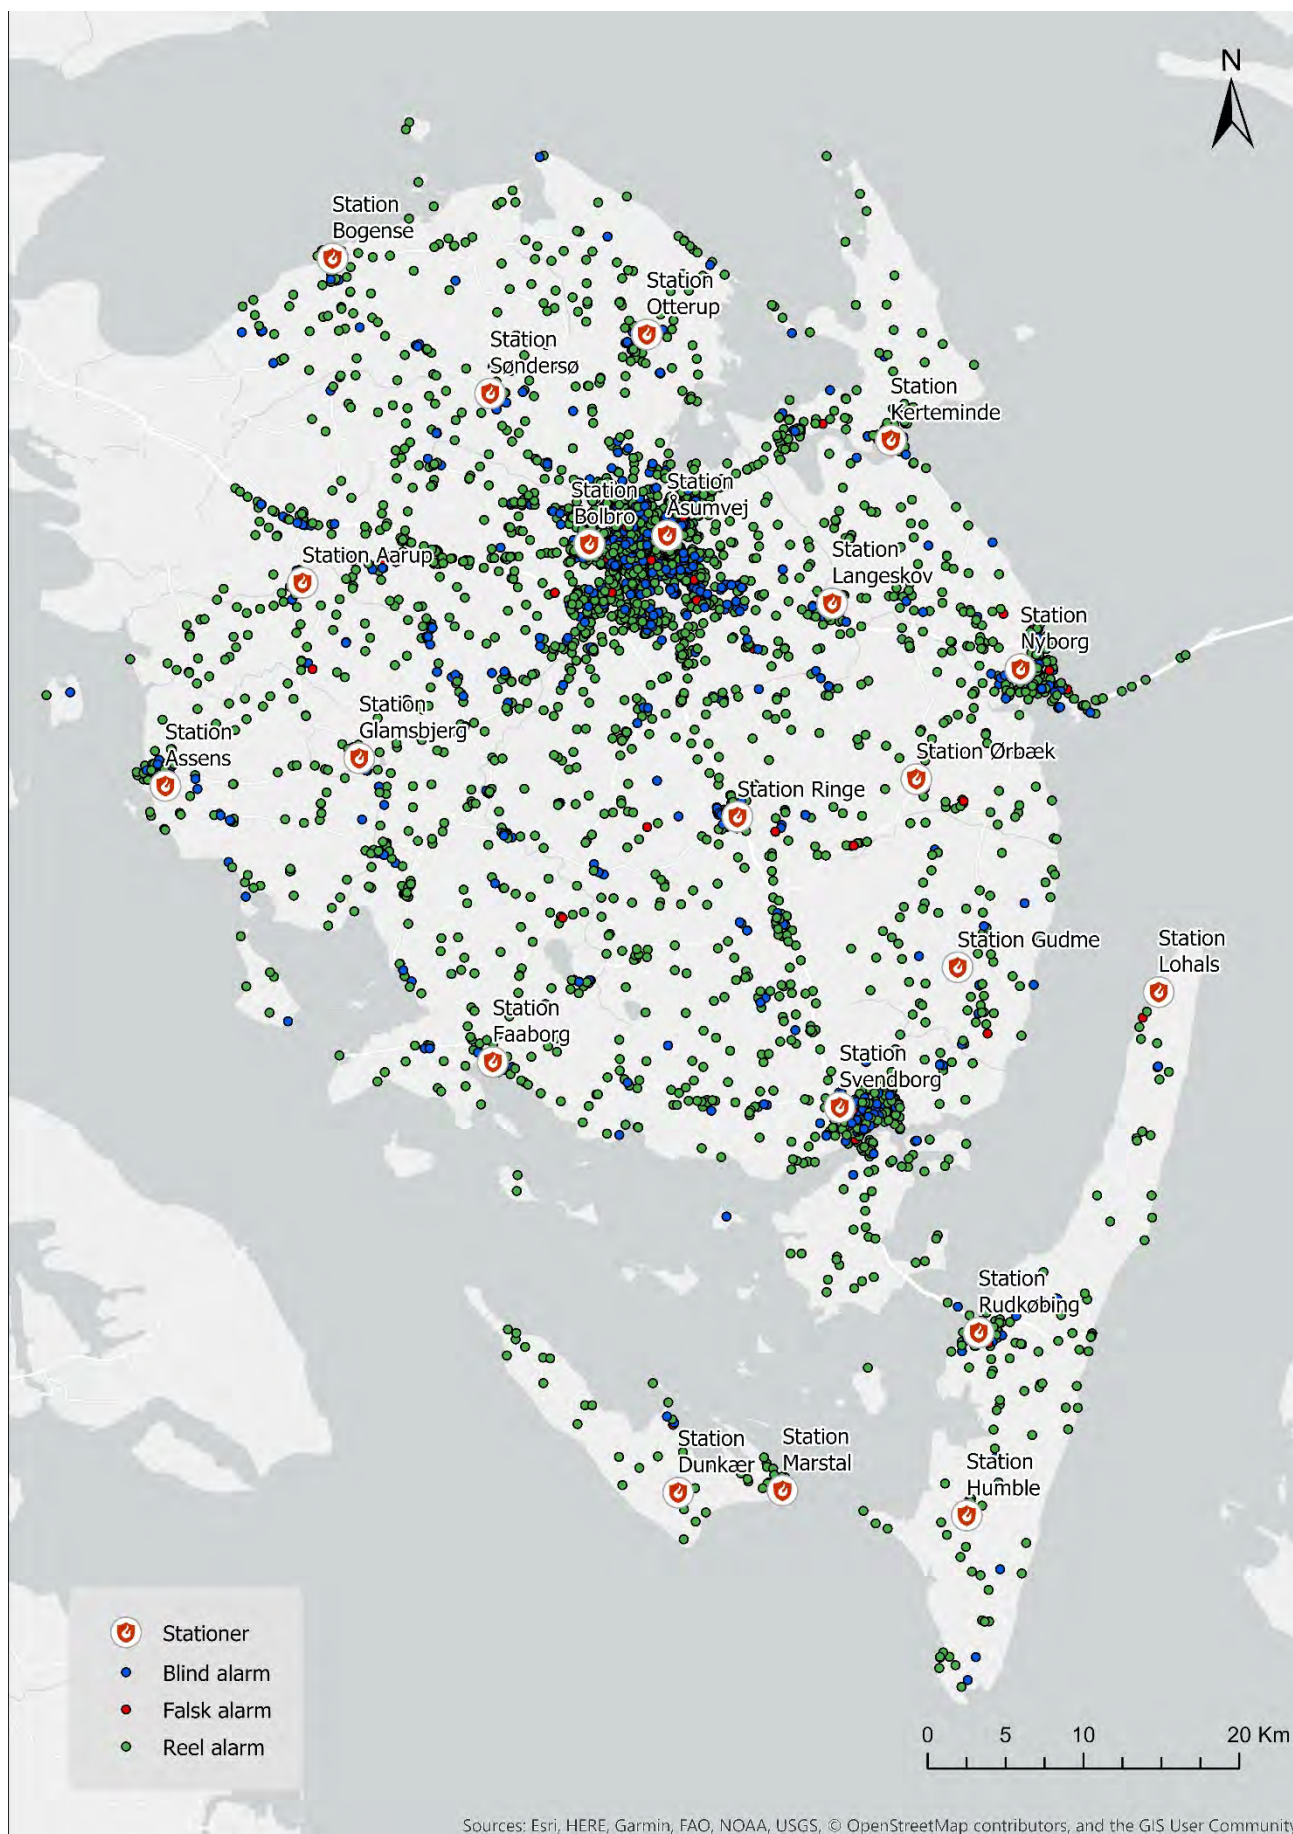 N
Station
Bogense
Station
Otterup
Station
Søndersø
Station
Kerteminde
Station
Åsumvej
Station
Bolbro
Station Aarup
Station
Langeskov
Station
Nyborg
Station
Glamsbjerg
Station
Assens
Station Ørbæk
Station Ringe
Station Gudme
Station
Lohals
Station
Faaborg
Station
Svendborg
Station
Rudkøbing
Station
Dunkær
Station
Marstal
Station
Humble
Stationer
Blind alarm
Falsk alarm
Reel alarm
0 5 10 20 Km
Sources: Esri, HERE, Garmin, FAO, NOAA, USGS, © OpenStreetMap contributors, and the GIS User Community